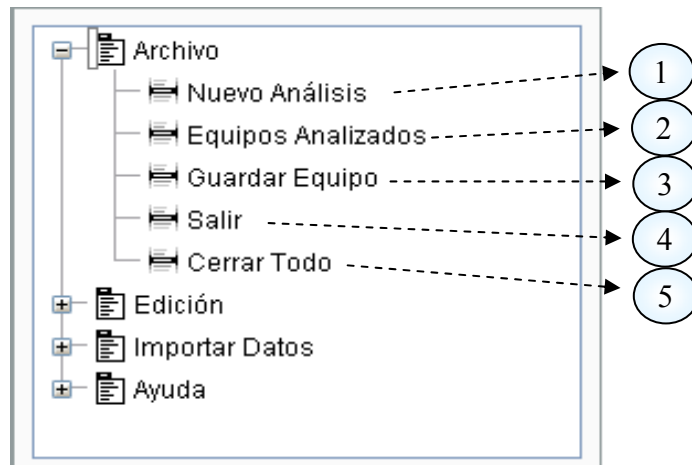 Archivo
Nuevo Análisis 1
Equipos Analizados 2
Guardar Equipo 3
Salir 4
Cerrar Todo 5
Edición
Importar Datos
Ayuda